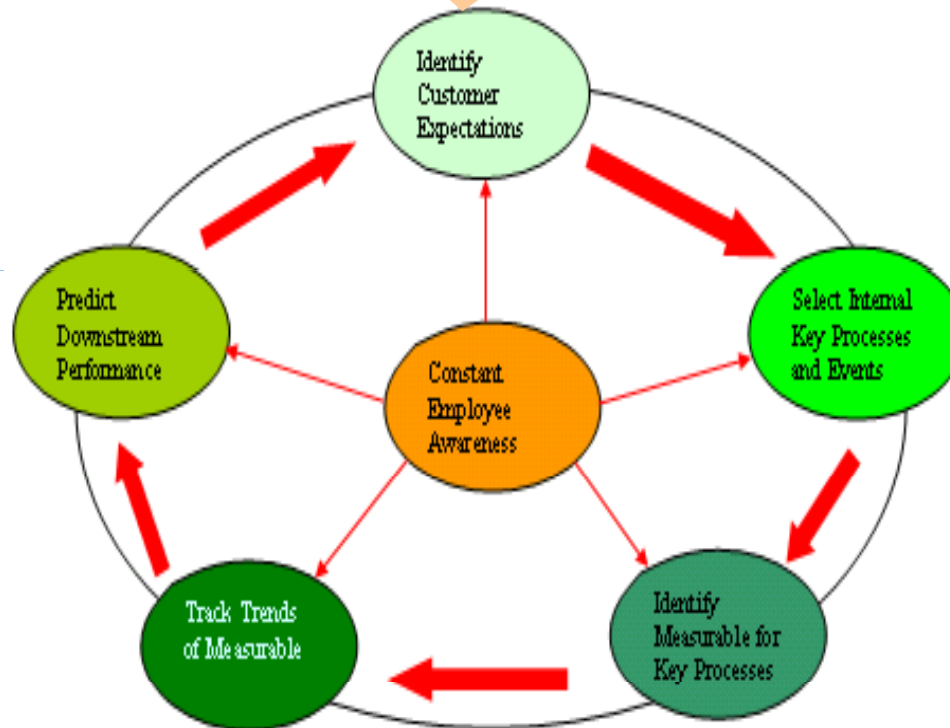 Identify
Customer
Expectations
Predict
Downstream
Performance
Select Internal
Key Processes
and Events
Constant
Employee
Awareness
Track Trends
of Measurable
Identify
Measurable for
Key Processes